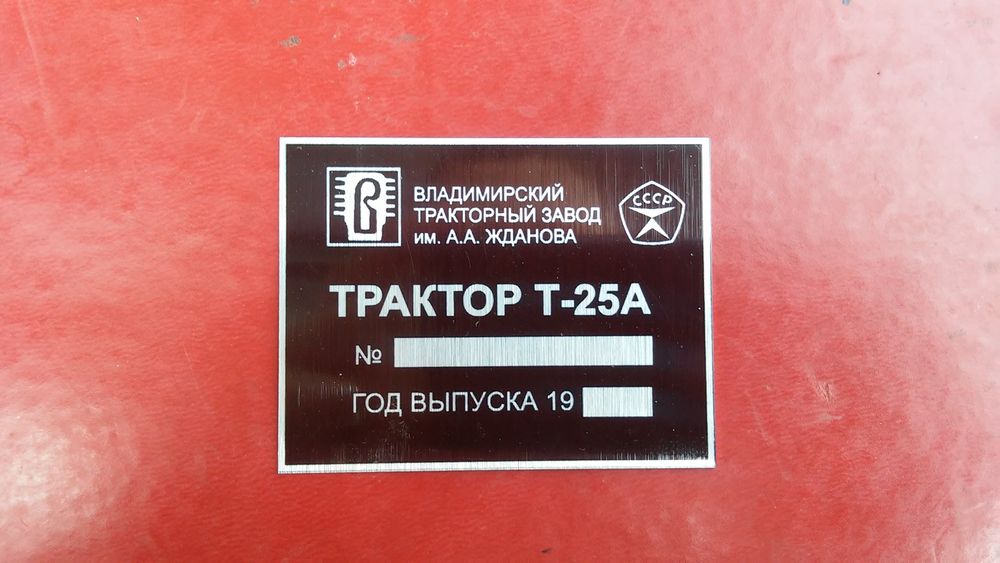 ВЛАДИМИРСКИЙ
ТРАКТОРНЫЙ ЗАВОД
им. А.А. ЖДАНОВА
СССР
ТРАКТОР Т-25А
№
ГОД ВЫПУСКА 19